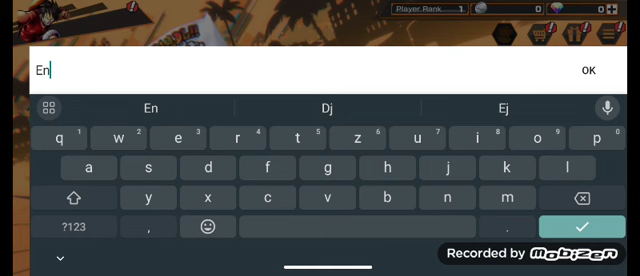 Player Rank 1 0 0
En
OK
En Dj Ej
q 1 w 2 e 3 r 4 t 5 z 6 u 7 i 8 o 9 p 0
a s d f g h j k l
y x c v b n m
?123 , .
Recorded by MOBIZEN